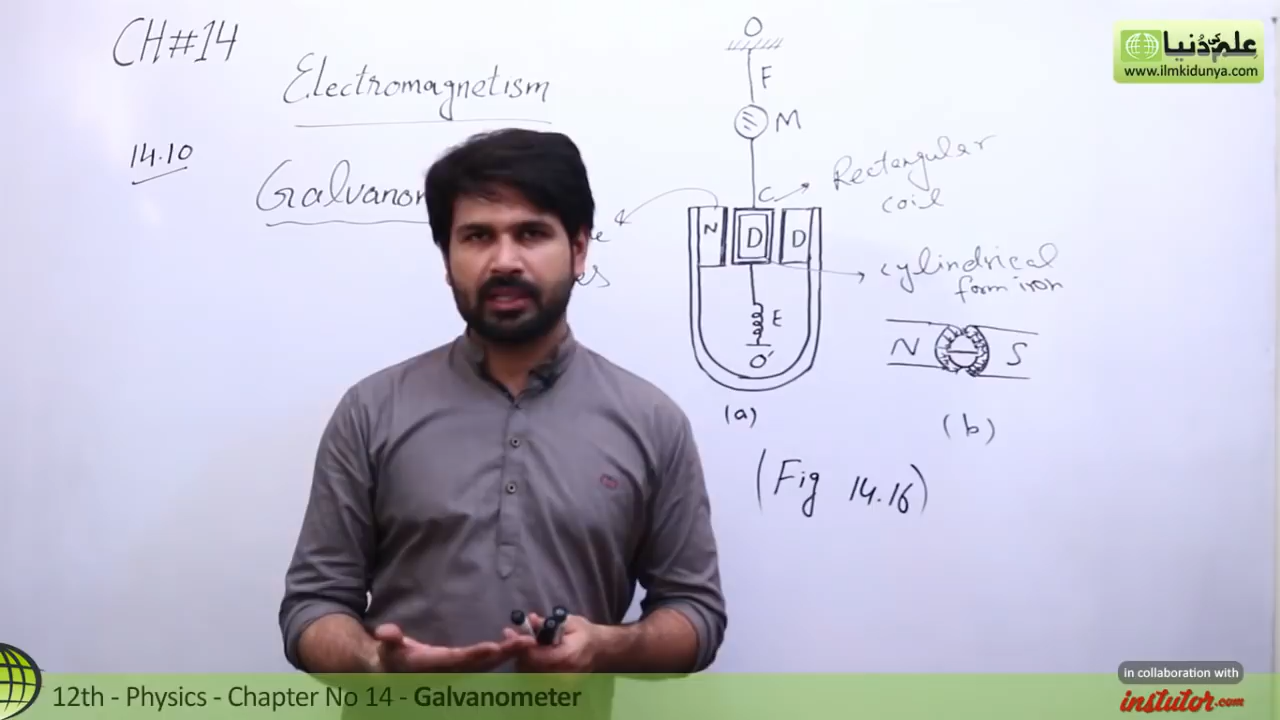 CH#14
Electromagnetism
14.10
Galvanom
O
F
M
C
Rectangular
coil
N
D
D
cylindrical
form iron
E
O'
N
S
(a)
(b)
(Fig 14.16)
علم کی دُنیا
www.ilmkidunya.com
12th - Physics - Chapter No 14 - Galvanometer
in collaboration with
instutor.com